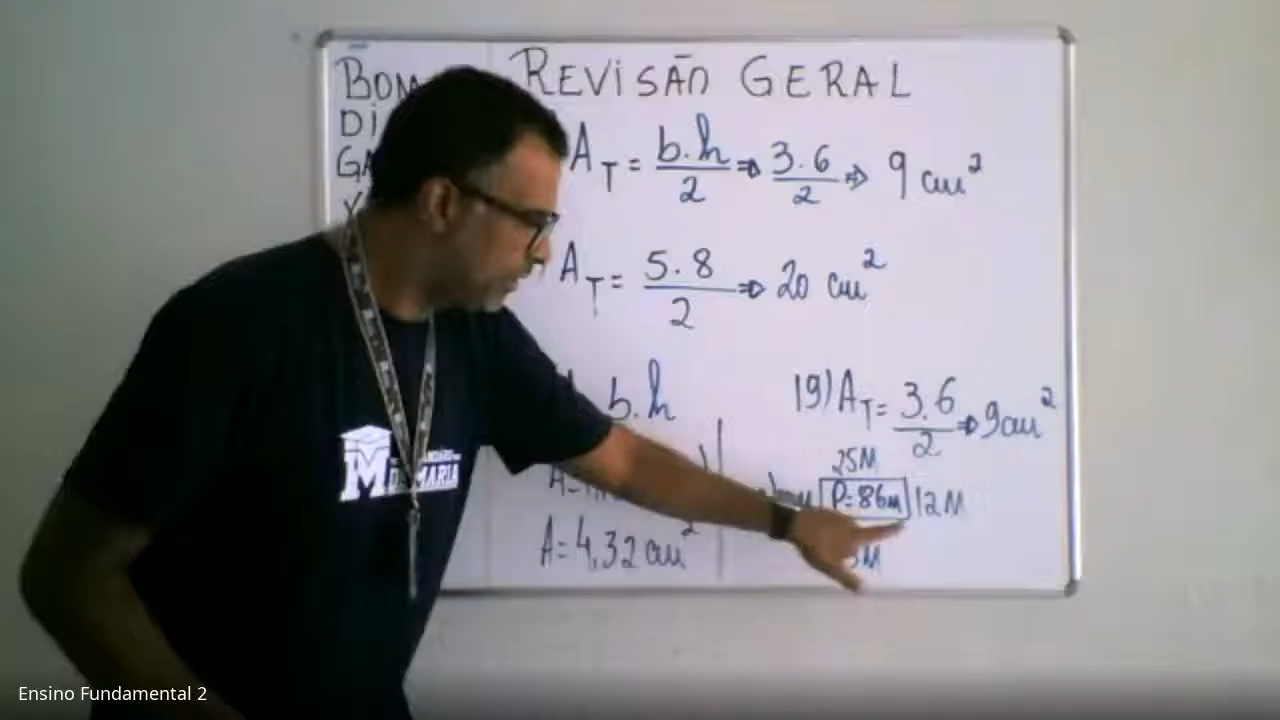 BOM
DI
GA
Y
REVISÃO GERAL
A_T = b.h/2 ⇒ 3.6/2 ⇒ 9 cm²
A_T = 5.8/2 ⇒ 20 cm²
b.h
A = 4,32 cm²
19) A_T = 3.6/2 ⇒ 9 cm²
25M
P=86m 12M
M
Ensino Fundamental 2